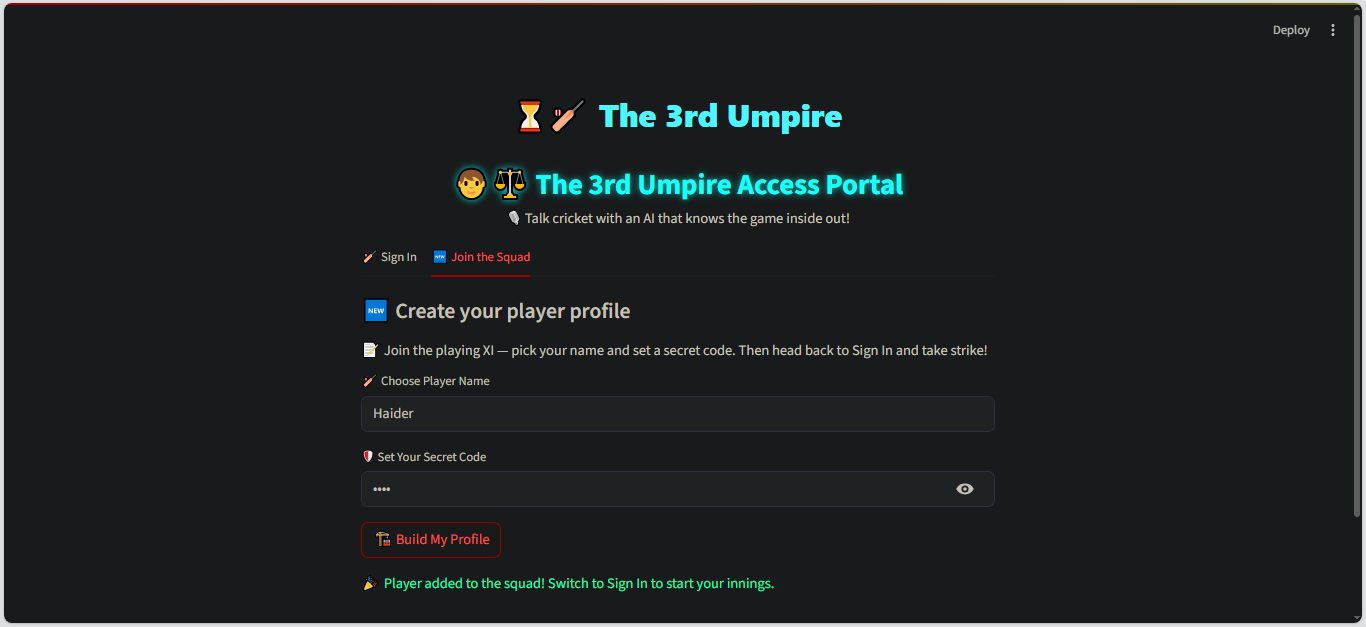 Deploy
The 3rd Umpire
The 3rd Umpire Access Portal
Talk cricket with an AI that knows the game inside out!
Sign In NEW Join the Squad
NEW Create your player profile
Join the playing XI — pick your name and set a secret code. Then head back to Sign In and take strike!
Choose Player Name
Haider
Set Your Secret Code
••••
Build My Profile
Player added to the squad! Switch to Sign In to start your innings.